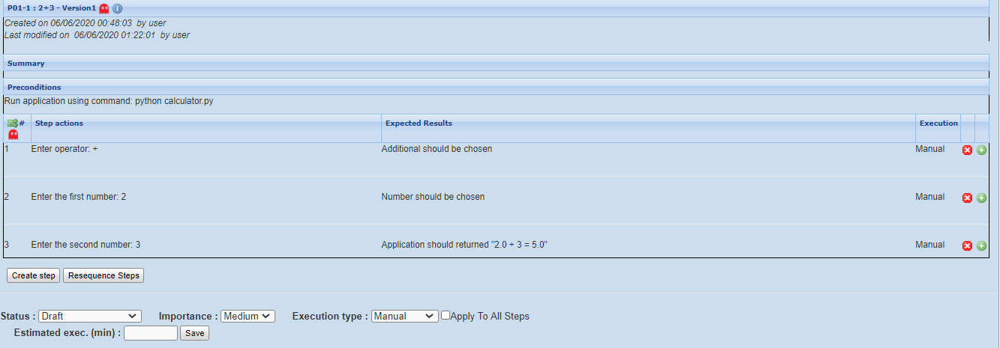 P01-1 : 2+3 - Version1
Created on 06/06/2020 00:48:03 by user
Last modified on 06/06/2020 01:22:01 by user
Summary
Preconditions
Run application using command: python calculator.py
# Step actions Expected Results Execution
1 Enter operator: + Additional should be chosen Manual
2 Enter the first number: 2 Number should be chosen Manual
3 Enter the second number: 3 Application should returned "2.0 + 3 = 5.0" Manual
Create step Resequence Steps
Status : Draft Importance : Medium Execution type : Manual Apply To All Steps
Estimated exec. (min) : Save